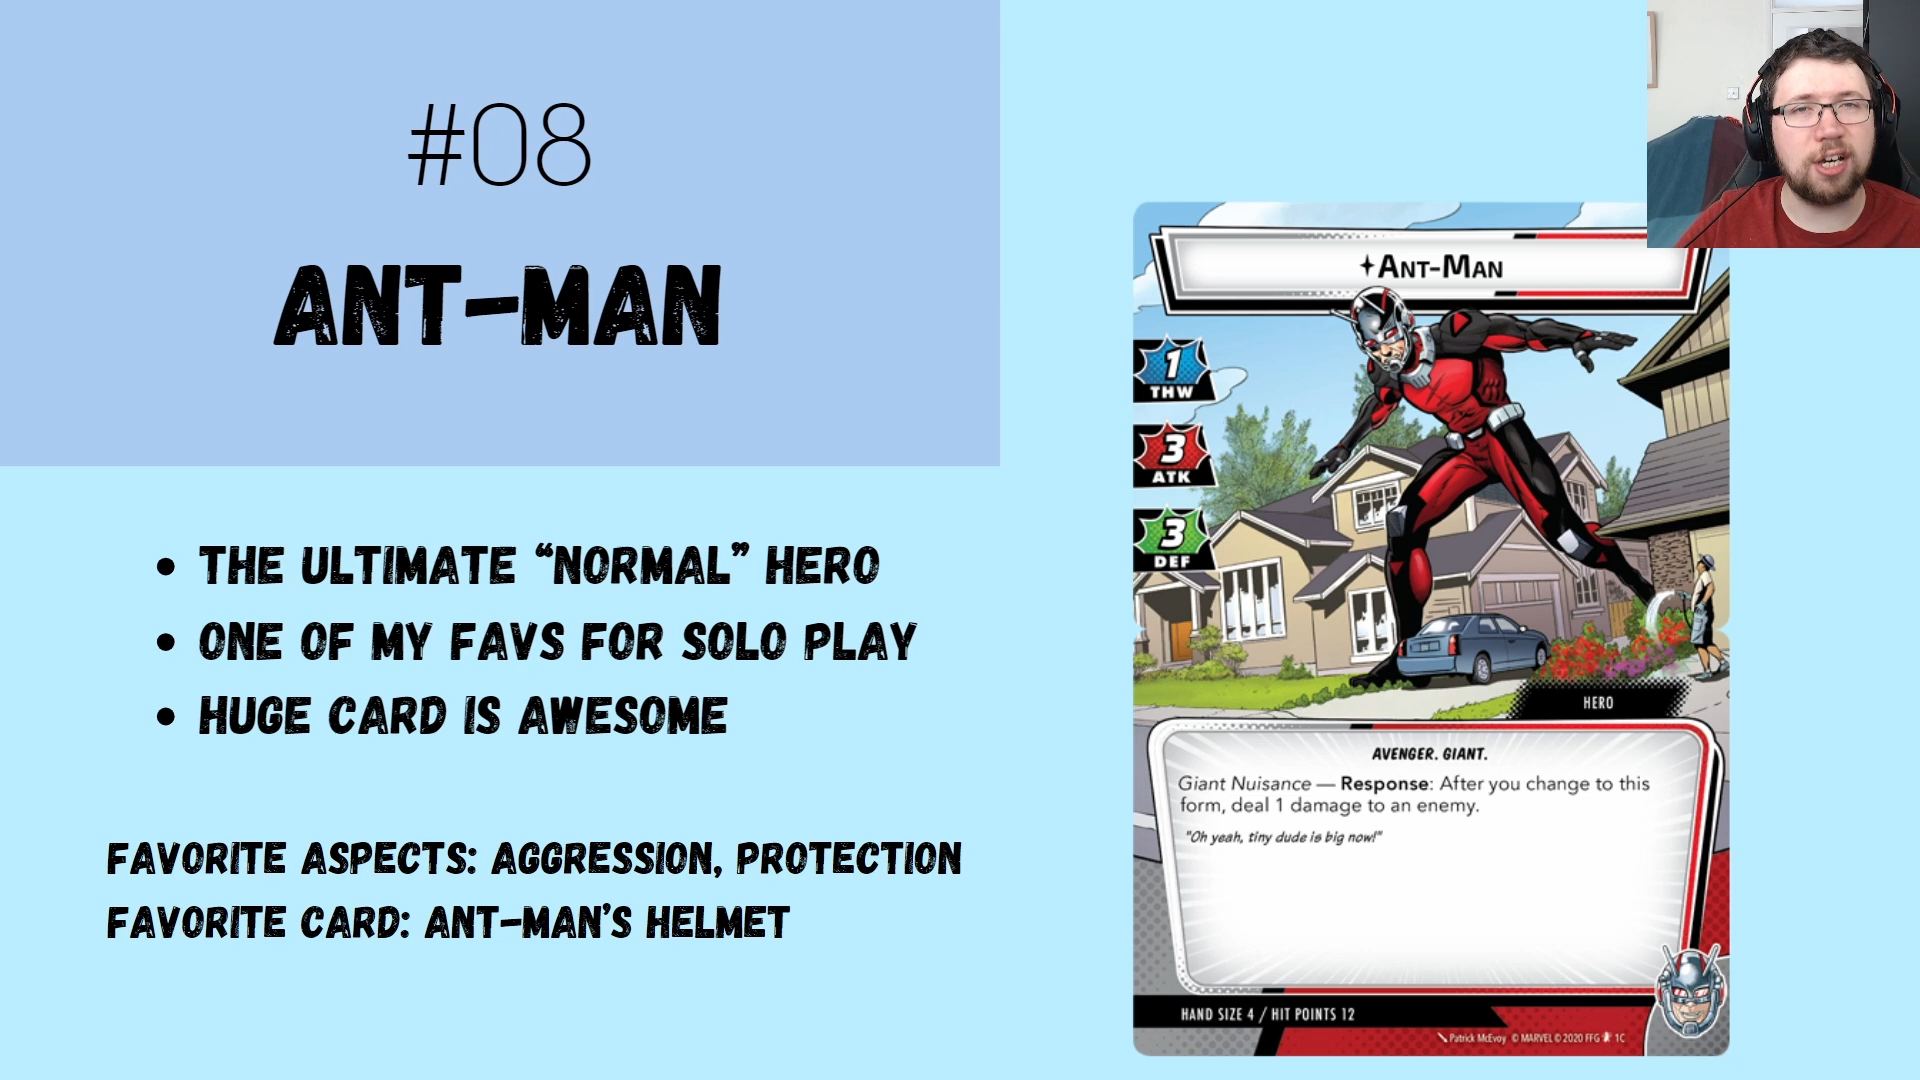 #08
ANT-MAN
• THE ULTIMATE “NORMAL” HERO
• ONE OF MY FAVS FOR SOLO PLAY
• HUGE CARD IS AWESOME
FAVORITE ASPECTS: AGGRESSION, PROTECTION
FAVORITE CARD: ANT-MAN’S HELMET
ANT-MAN
1
THW
3
ATK
3
DEF
HERO
AVENGER. GIANT.
Giant Nuisance — Response: After you change to this
form, deal 1 damage to an enemy.
"Oh yeah, tiny dude is big now!"
HAND SIZE 4 / HIT POINTS 12
Patrick McEvoy © MARVEL © 2020 FFG 1C